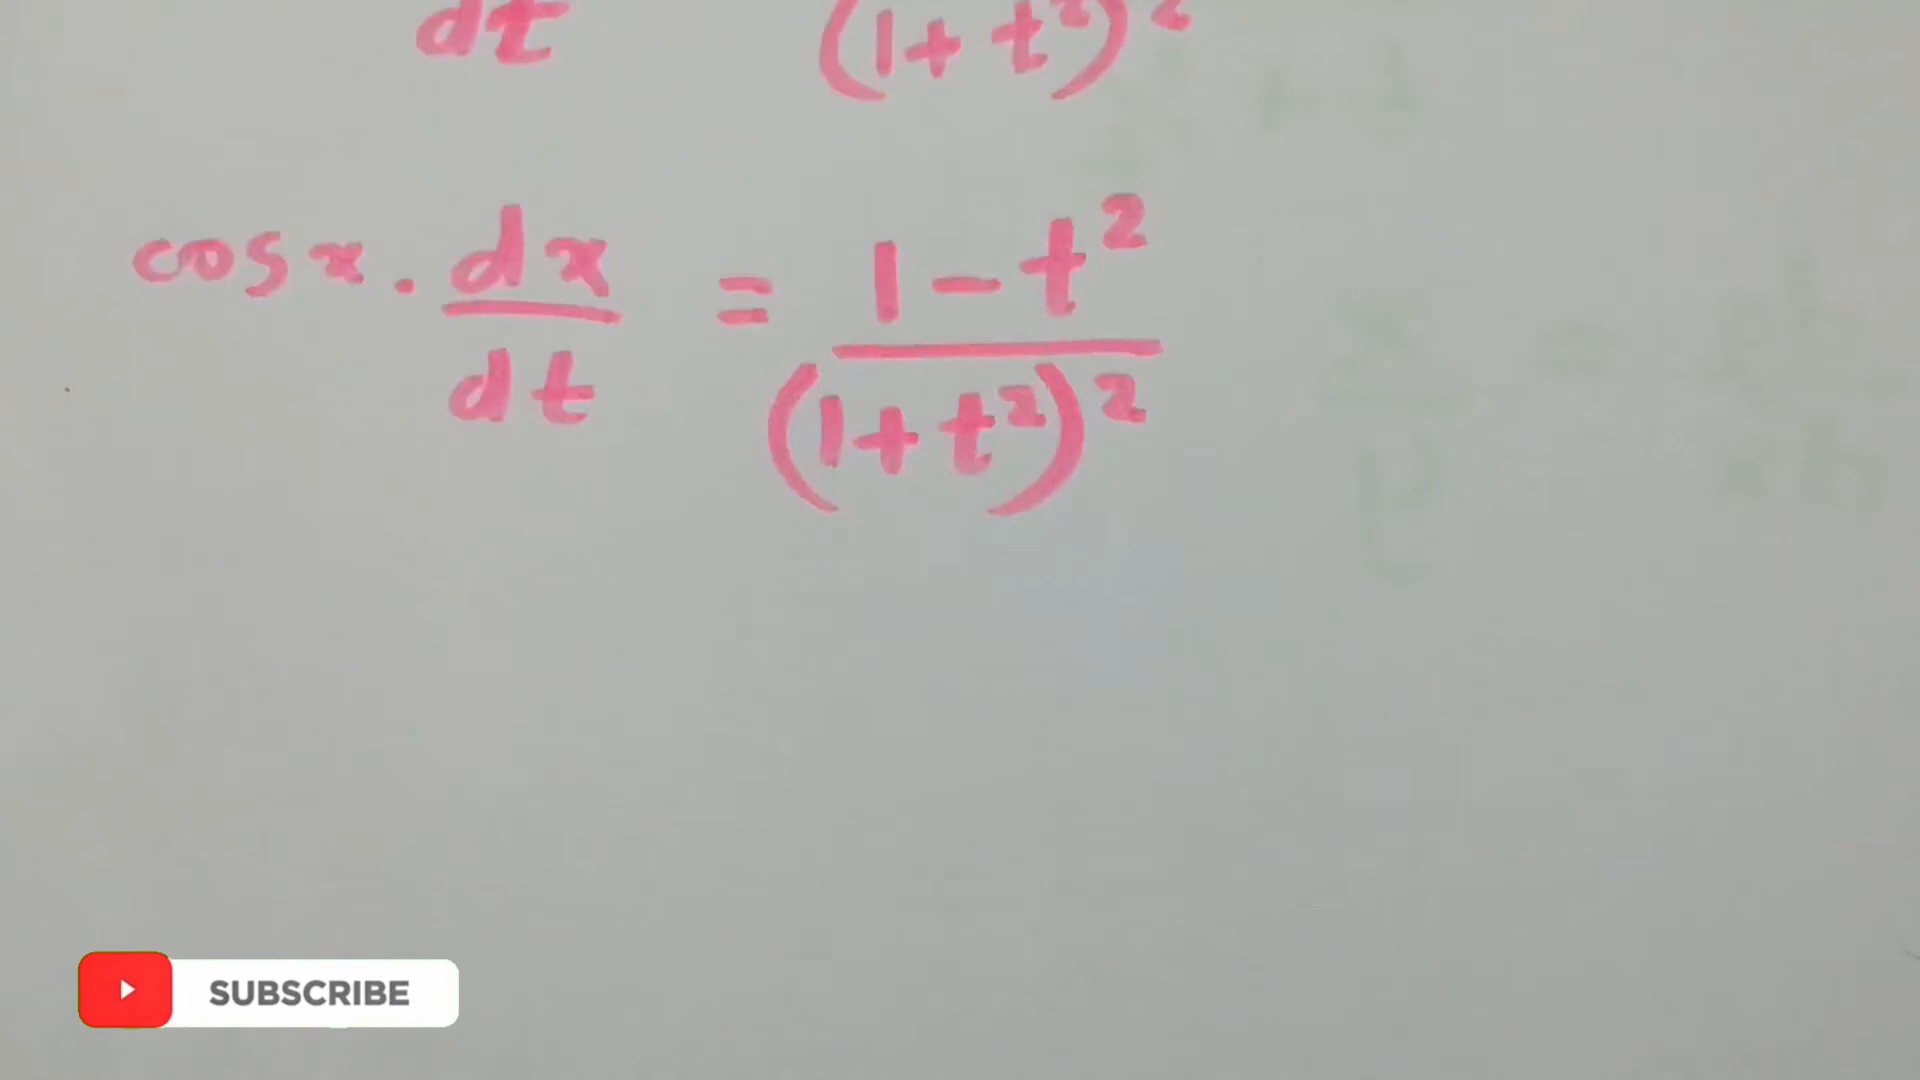 dt (1+t²)²
cos x . dx/dt = 1-t²/(1+t²)²
SUBSCRIBE